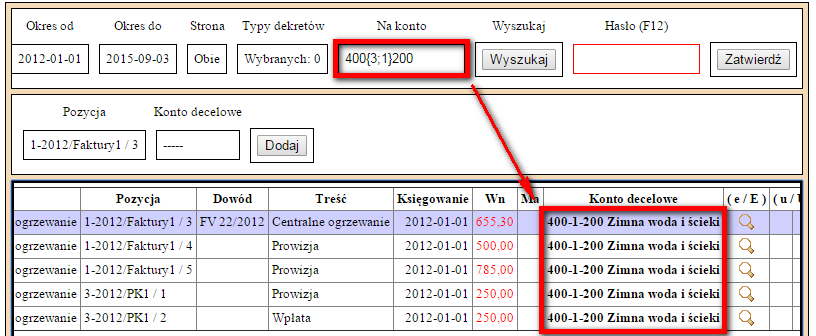 Okres od Okres do Strona Typy dekretów Na konto Wyszukaj Hasło (F12)
2012-01-01 2015-09-03 Obie Wybranych: 0 400{3;1}200 Wyszukaj Zatwierdź
Pozycja Konto decelowe
1-2012/Faktury1 / 3 ----- Dodaj
Pozycja Dowód Treść Księgowanie Wn Ma Konto decelowe ( e / E ) ( u /
ogrzewanie 1-2012/Faktury1 / 3 FV 22/2012 Centralne ogrzewanie 2012-01-01 655,30 400-1-200 Zimna woda i ścieki
ogrzewanie 1-2012/Faktury1 / 4 Prowizja 2012-01-01 500,00 400-1-200 Zimna woda i ścieki
ogrzewanie 1-2012/Faktury1 / 5 Prowizja 2012-01-01 785,00 400-1-200 Zimna woda i ścieki
ogrzewanie 3-2012/PK1 / 1 Prowizja 2012-01-01 250,00 400-1-200 Zimna woda i ścieki
ogrzewanie 3-2012/PK1 / 2 Wpłata 2012-01-01 250,00 400-1-200 Zimna woda i ścieki